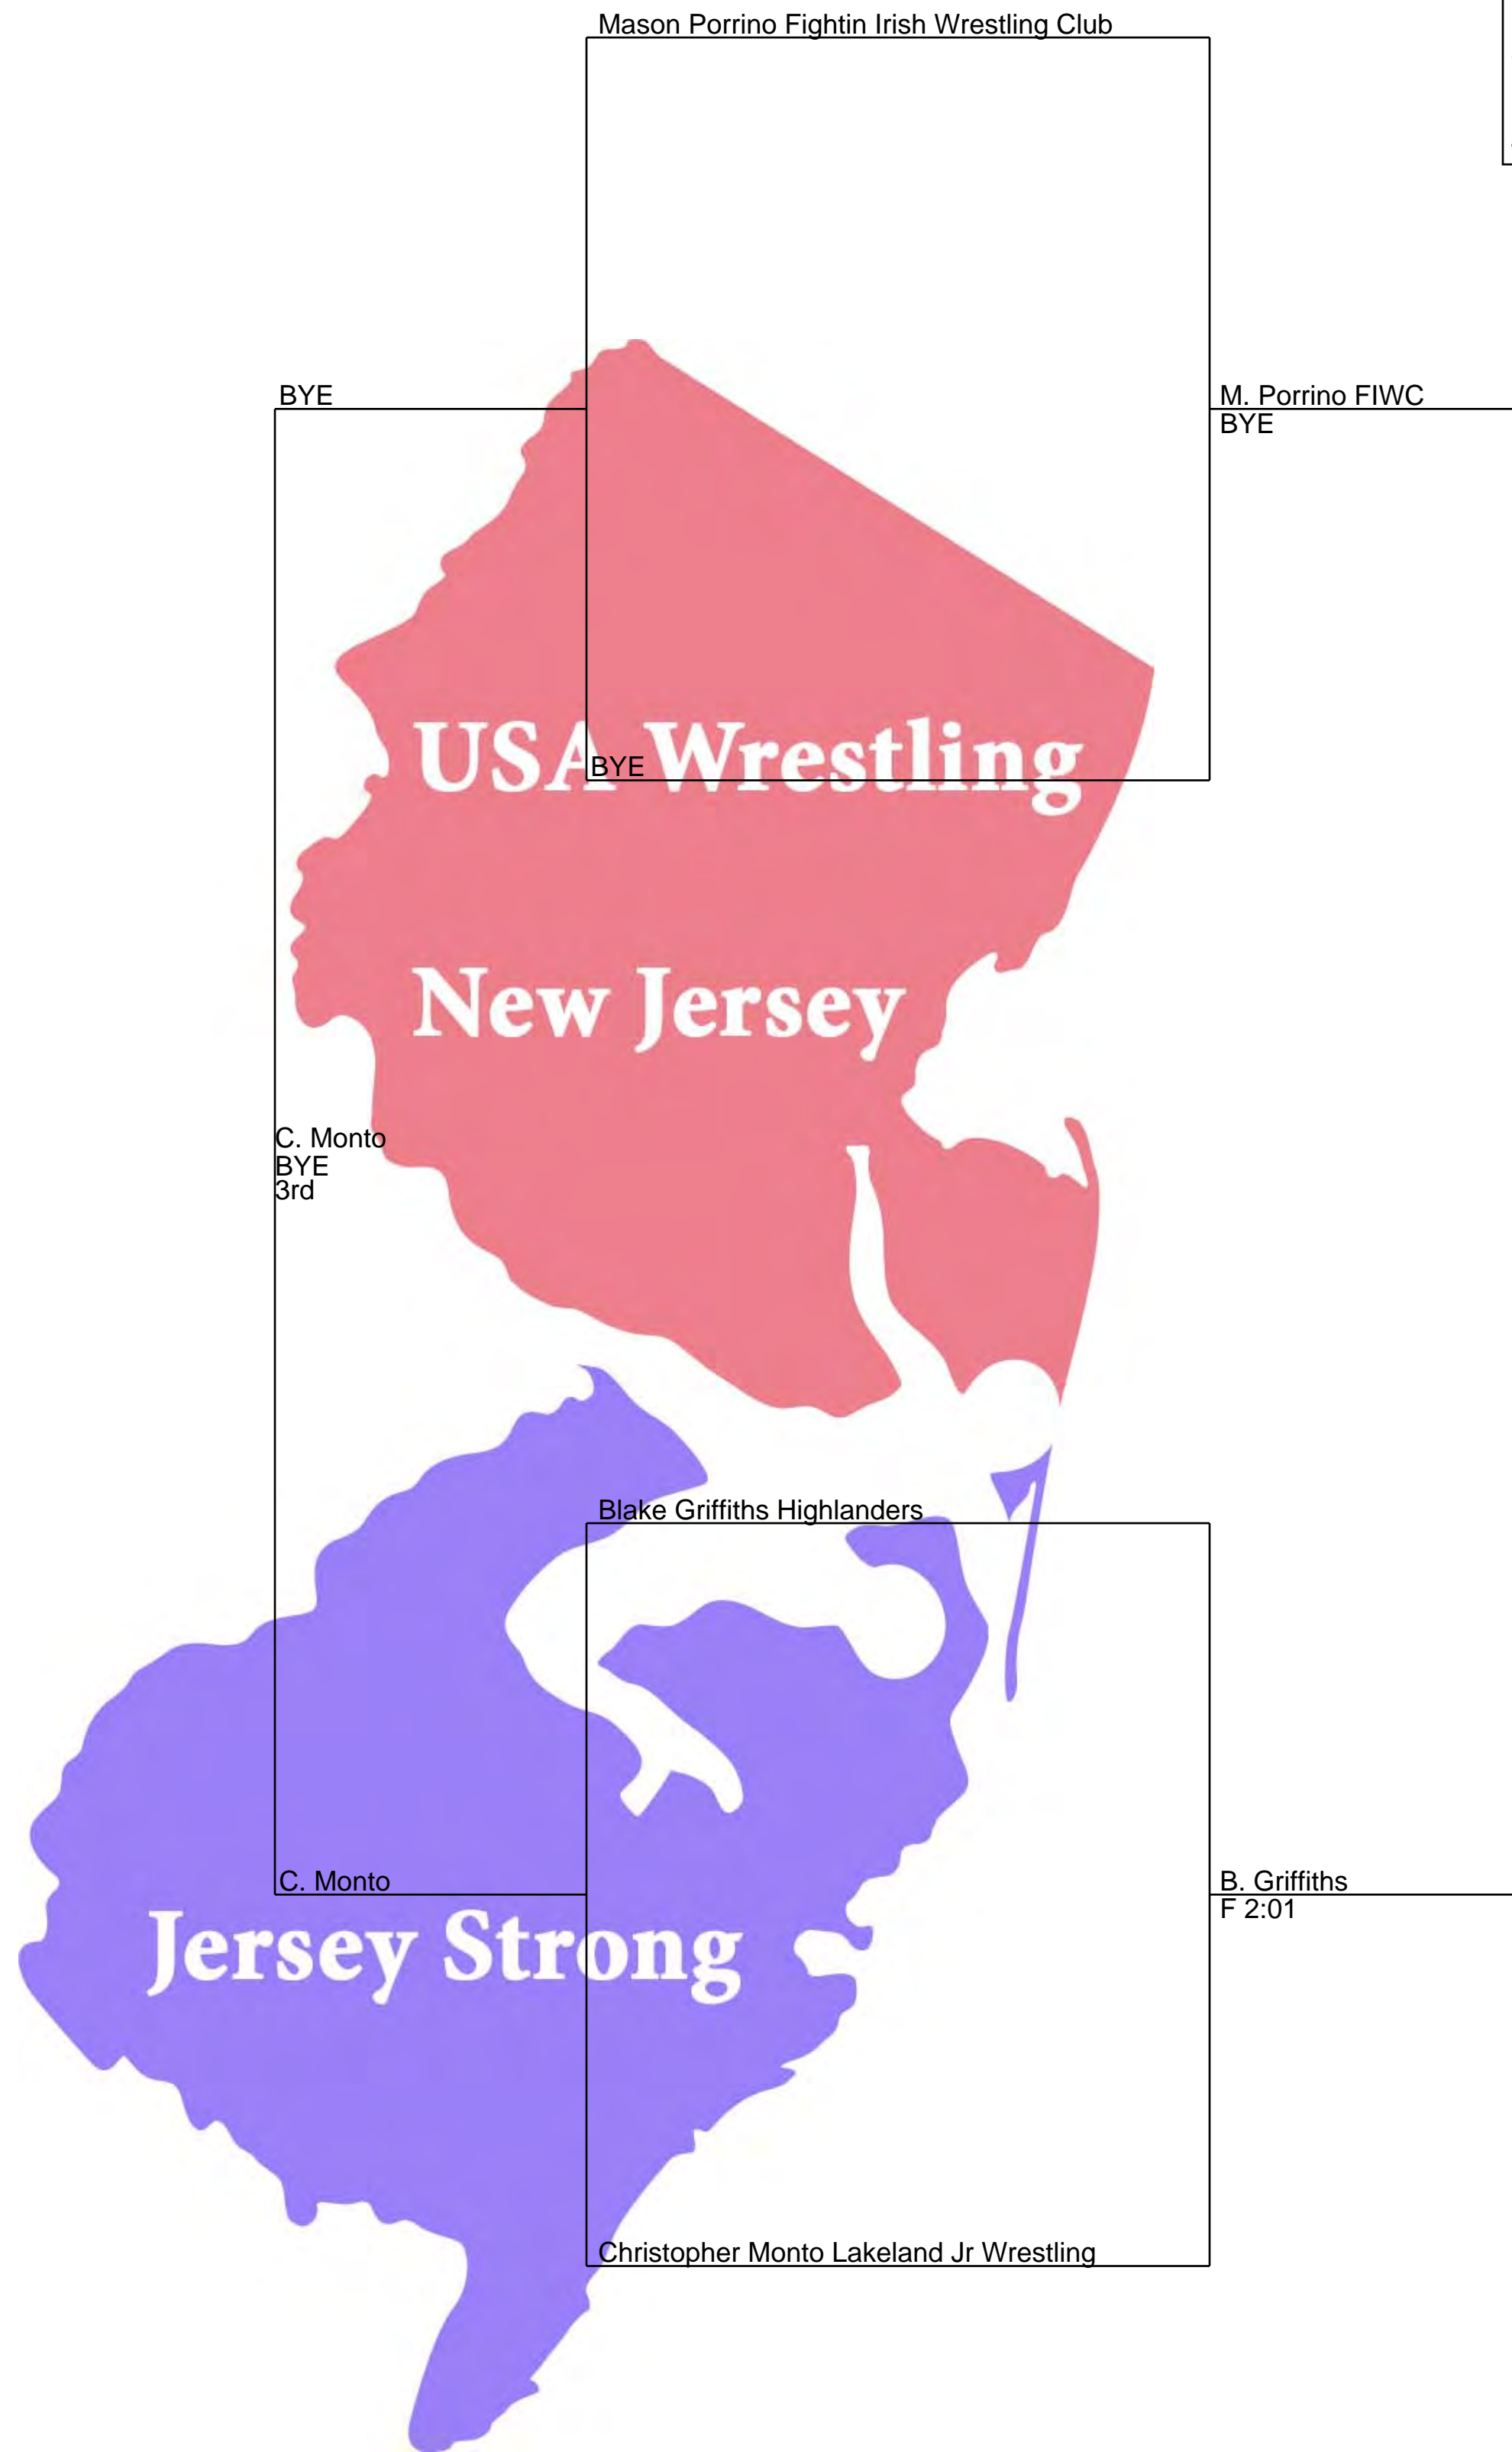 Mason Porrino Fightin Irish Wrestling Club
BYE
M. Porrino FIWC
BYE
USA Wrestling
BYE
New Jersey
C. Monto
BYE
3rd
Blake Griffiths Highlanders
C. Monto
B. Griffiths
F 2:01
Jersey Strong
Christopher Monto Lakeland Jr Wrestling